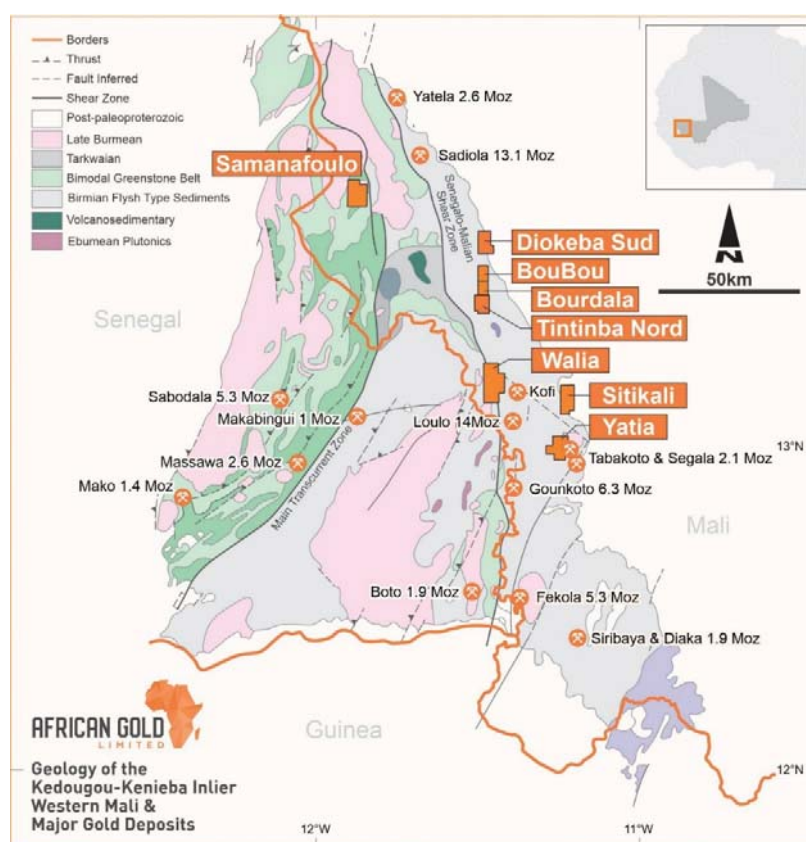 Borders
Thrust
Fault Inferred
Shear Zone
Post-paleoproterozoic
Late Burmean
Tarkwaian
Bimodal Greenstone Belt
Birmian Flysh Type Sediments
Volcanosedimentary
Eburnean Plutonics
Yatela 2.6 Moz
Sadiola 13.1 Moz
Samanafoulo
Senegalo-Malian
Shear Zone
Diokeba Sud
BouBou
Bourdala
Tintinba Nord
50km
N
Senegal
Walia
Kofi
Sitikali
Sabodala 5.3 Moz
Makabingui 1 Moz
Loulo 14Moz
Yatia
13°N
Massawa 2.6 Moz
Tabakoto & Segala 2.1 Moz
Main Transcurrent Zone
Mako 1.4 Moz
Gounkoto 6.3 Moz
Mali
Boto 1.9 Moz
Fekola 5.3 Moz
Siribaya & Diaka 1.9 Moz
Guinea
AFRICAN GOLD
LIMITED
Geology of the
Kedougou-Kenieba Inlier
Western Mali &
Major Gold Deposits
12°N
12°W
11°W